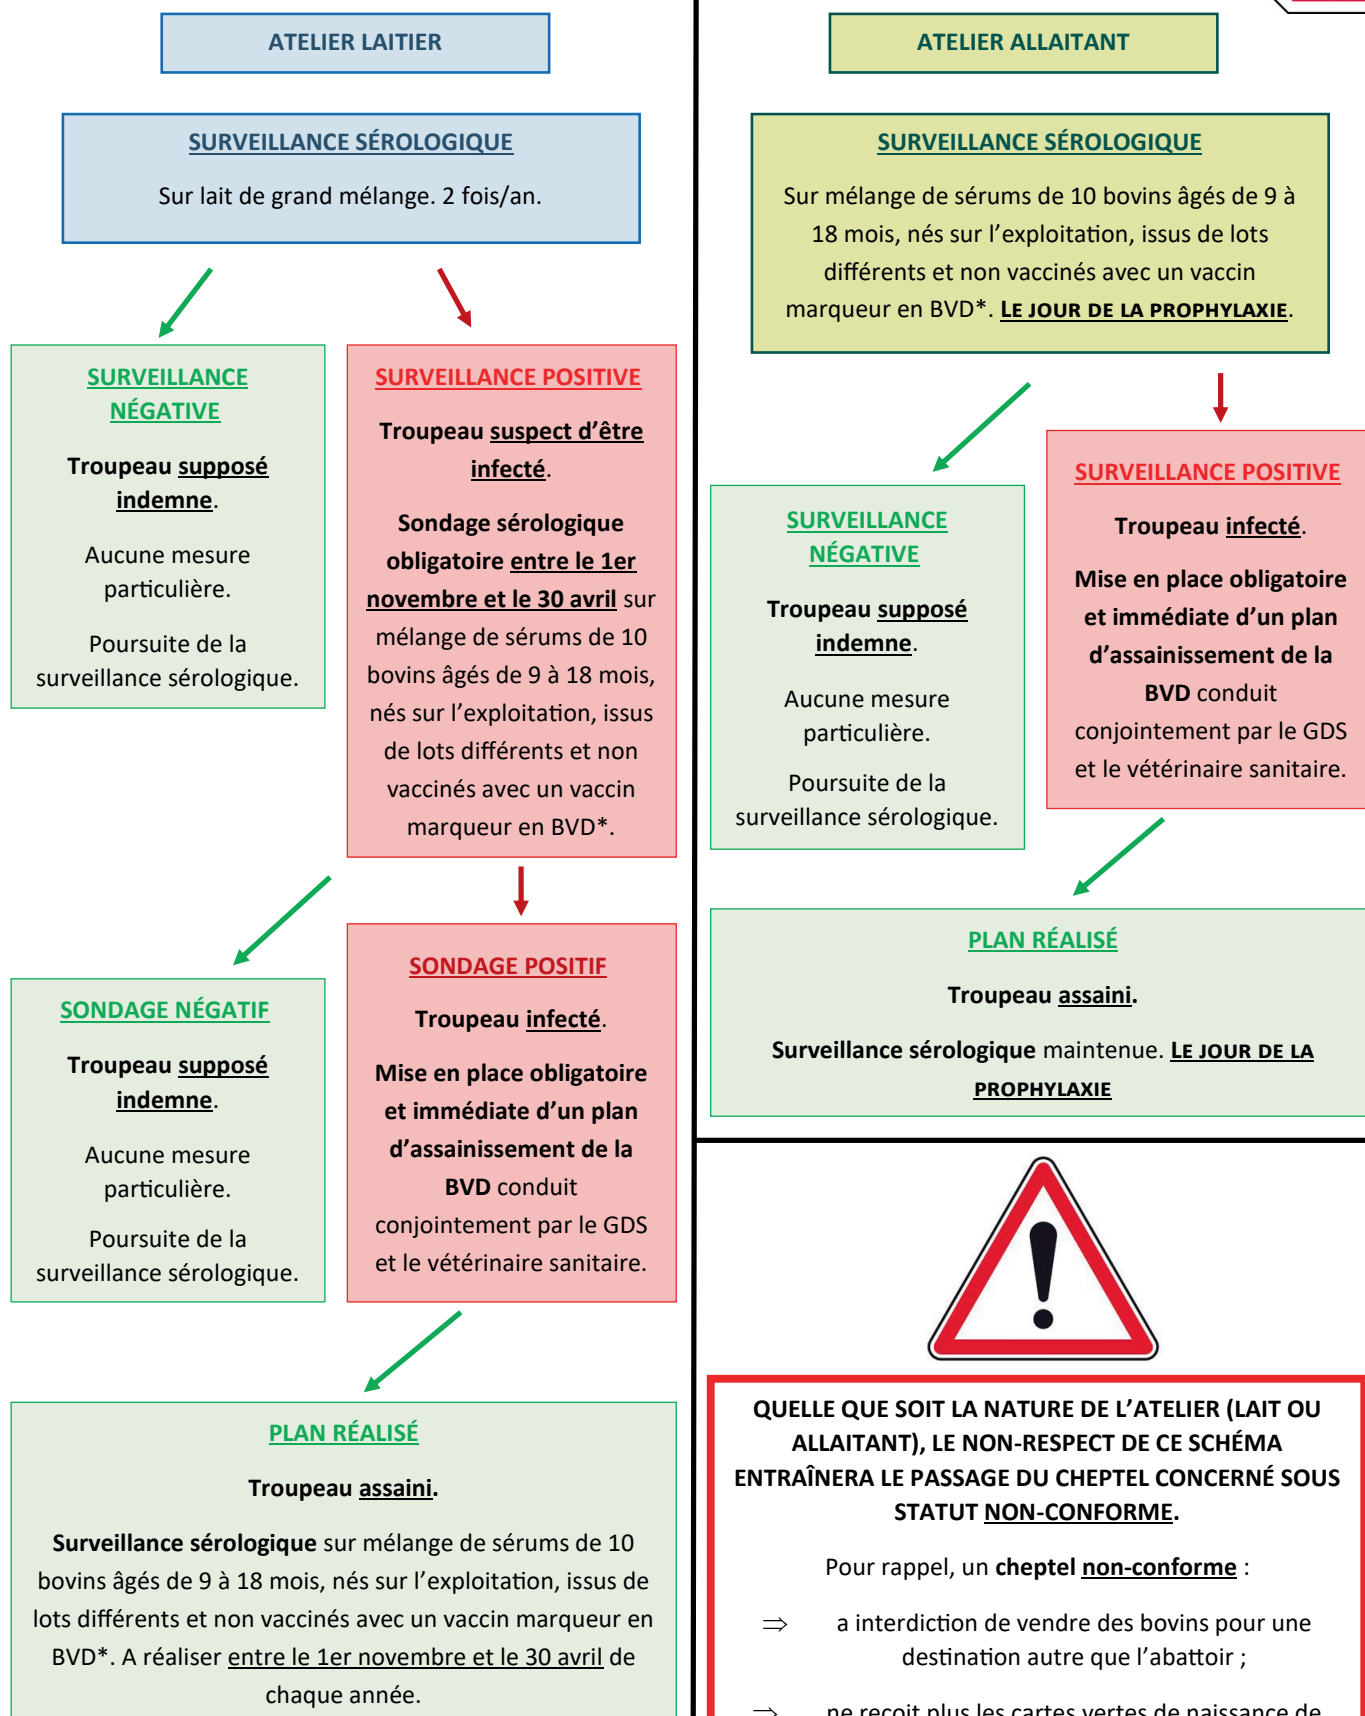 ATELIER LAITIER
SURVEILLANCE SÉROLOGIQUE
Sur lait de grand mélange. 2 fois/an.
SURVEILLANCE
NÉGATIVE
Troupeau supposé
indemne.
Aucune mesure
particulière.
Poursuite de la
surveillance sérologique.
SURVEILLANCE POSITIVE
Troupeau suspect d’être
infecté.
Sondage sérologique
obligatoire entre le 1er
novembre et le 30 avril sur
mélange de sérums de 10
bovins âgés de 9 à 18 mois,
nés sur l’exploitation, issus
de lots différents et non
vaccinés avec un vaccin
marqueur en BVD*.
SONDAGE NÉGATIF
Troupeau supposé
indemne.
Aucune mesure
particulière.
Poursuite de la
surveillance sérologique.
SONDAGE POSITIF
Troupeau infecté.
Mise en place obligatoire
et immédiate d’un plan
d’assainissement de la
BVD conduit
conjointement par le GDS
et le vétérinaire sanitaire.
PLAN RÉALISÉ
Troupeau assaini.
Surveillance sérologique sur mélange de sérums de 10
bovins âgés de 9 à 18 mois, nés sur l’exploitation, issus de
lots différents et non vaccinés avec un vaccin marqueur en
BVD*. A réaliser entre le 1er novembre et le 30 avril de
chaque année.
ATELIER ALLAITANT
SURVEILLANCE SÉROLOGIQUE
Sur mélange de sérums de 10 bovins âgés de 9 à
18 mois, nés sur l’exploitation, issus de lots
différents et non vaccinés avec un vaccin
marqueur en BVD*. LE JOUR DE LA PROPHYLAXIE.
SURVEILLANCE
NÉGATIVE
Troupeau supposé
indemne.
Aucune mesure
particulière.
Poursuite de la
surveillance sérologique.
SURVEILLANCE POSITIVE
Troupeau infecté.
Mise en place obligatoire
et immédiate d’un plan
d’assainissement de la
BVD conduit
conjointement par le GDS
et le vétérinaire sanitaire.
PLAN RÉALISÉ
Troupeau assaini.
Surveillance sérologique maintenue. LE JOUR DE LA
PROPHYLAXIE
QUELLE QUE SOIT LA NATURE DE L’ATELIER (LAIT OU
ALLAITANT), LE NON-RESPECT DE CE SCHÉMA
ENTRAÎNERA LE PASSAGE DU CHEPTEL CONCERNÉ SOUS
STATUT NON-CONFORME.
Pour rappel, un cheptel non-conforme :
⇒ a interdiction de vendre des bovins pour une
destination autre que l’abattoir ;
⇒ ne reçoit plus les cartes vertes de naissance de